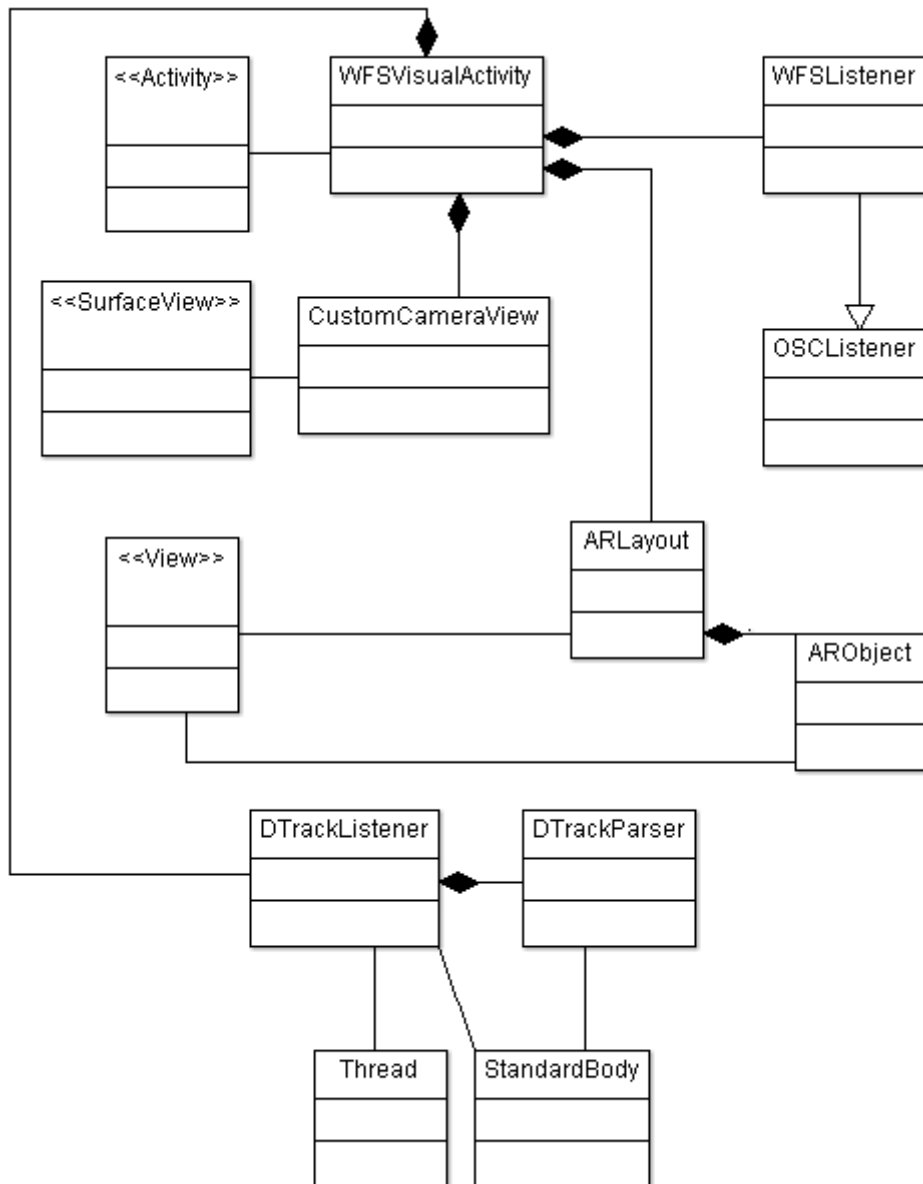 <<Activity>>
WFSVisualActivity
WFSListener
<<SurfaceView>>
CustomCameraView
OSCListener
<<View>>
ARLayout
ARObject
DTrackListener
DTrackParser
Thread
StandardBody